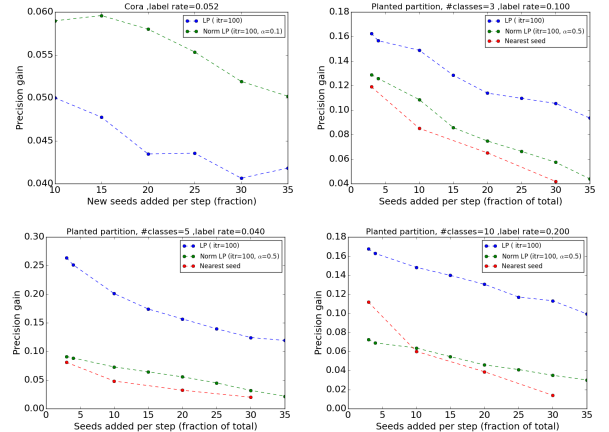 Cora ,label rate=0.052
LP ( itr=100)
Norm LP (itr=100, α=0.1)
Precision gain
0.060
0.055
0.050
0.045
0.040
10 15 20 25 30 35
New seeds added per step (fraction)
Planted partition, #classes=3 ,label rate=0.100
LP ( itr=100)
Norm LP (itr=100, α=0.5)
Nearest seed
Precision gain
0.18
0.16
0.14
0.12
0.10
0.08
0.06
0.04
0 5 10 15 20 25 30 35
Seeds added per step (fraction of total)
Planted partition, #classes=5 ,label rate=0.040
LP ( itr=100)
Norm LP (itr=100, α=0.5)
Nearest seed
Precision gain
0.30
0.25
0.20
0.15
0.10
0.05
0.00
0 5 10 15 20 25 30 35
Seeds added per step (fraction of total)
Planted partition, #classes=10 ,label rate=0.200
LP ( itr=100)
Norm LP (itr=100, α=0.5)
Nearest seed
Precision gain
0.18
0.16
0.14
0.12
0.10
0.08
0.06
0.04
0.02
0.00
0 5 10 15 20 25 30 35
Seeds added per step (fraction of total)